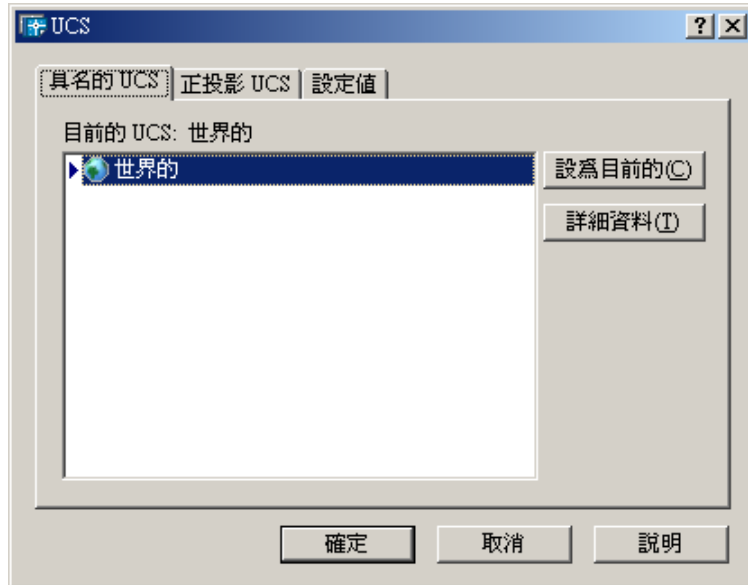 UCS
具名的 UCS 正投影 UCS 設定值
目前的 UCS: 世界的
世界的
設爲目前的(C)
詳細資料(T)
確定 取消 說明